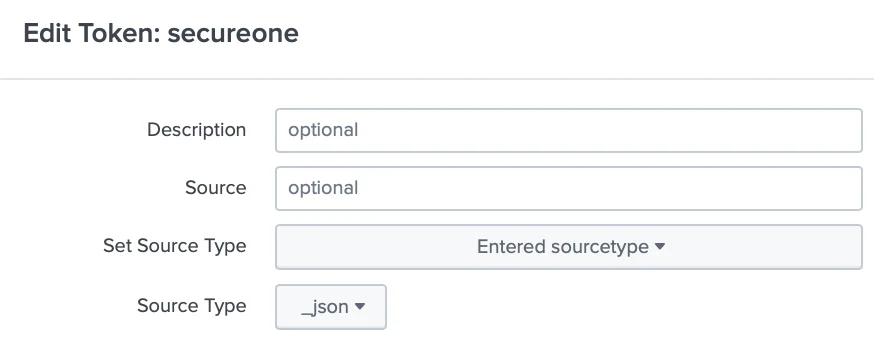 Edit Token: secureone
Description optional
Source optional
Set Source Type Entered sourcetype
Source Type _json